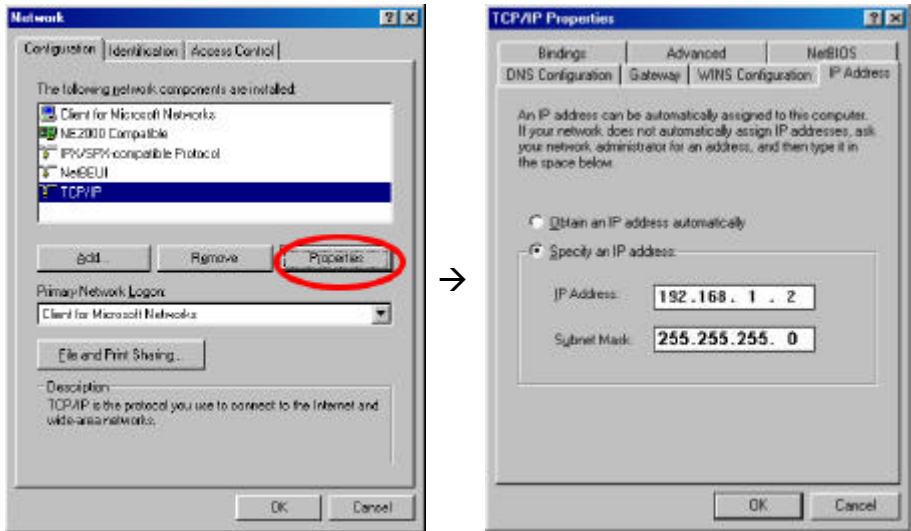 Network
Configuration
Identification
Access Control
The following network components are installed:
Client for Microsoft Networks
NE2000 Compatible
IPX/SPX-compatible Protocol
NetBEUI
TCP/IP
Add...
Remove
Properties
Primary Network Logon:
Client for Microsoft Networks
File and Print Sharing...
Description
TCP/IP is the protocol you use to connect to the Internet and
wide-area networks.
OK
Cancel
→
TCP/IP Properties
Bindings
Advanced
NetBIOS
DNS Configuration
Gateway
WINS Configuration
IP Address
An IP address can be automatically assigned to this computer.
If your network does not automatically assign IP addresses, ask
your network administrator for an address, and then type it in
the space below.
Obtain an IP address automatically
Specify an IP address:
IP Address:
192.168. 1 . 2
Subnet Mask:
255.255.255. 0
OK
Cancel